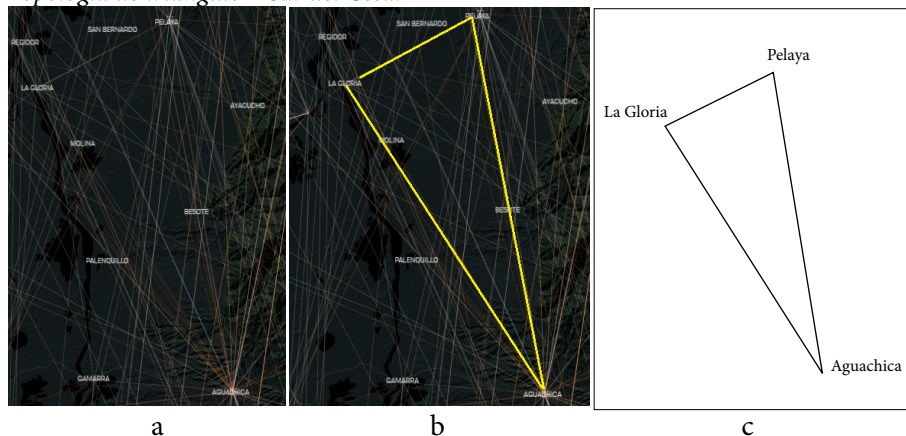 PELAYA
SAN BERNARDO
REGIDOR
LA GLORIA
AYACUCHO
MOLINA
BESOTE
PALENQUILLO
GAMARRA
AGUACHICA
a
PELAYA
SAN BERNARDO
REGIDOR
LA GLORIA
AYACUCHO
MOLINA
BESOTE
PALENQUILLO
GAMARRA
AGUACHICA
b
Pelaya
La Gloria
Aguachica
c